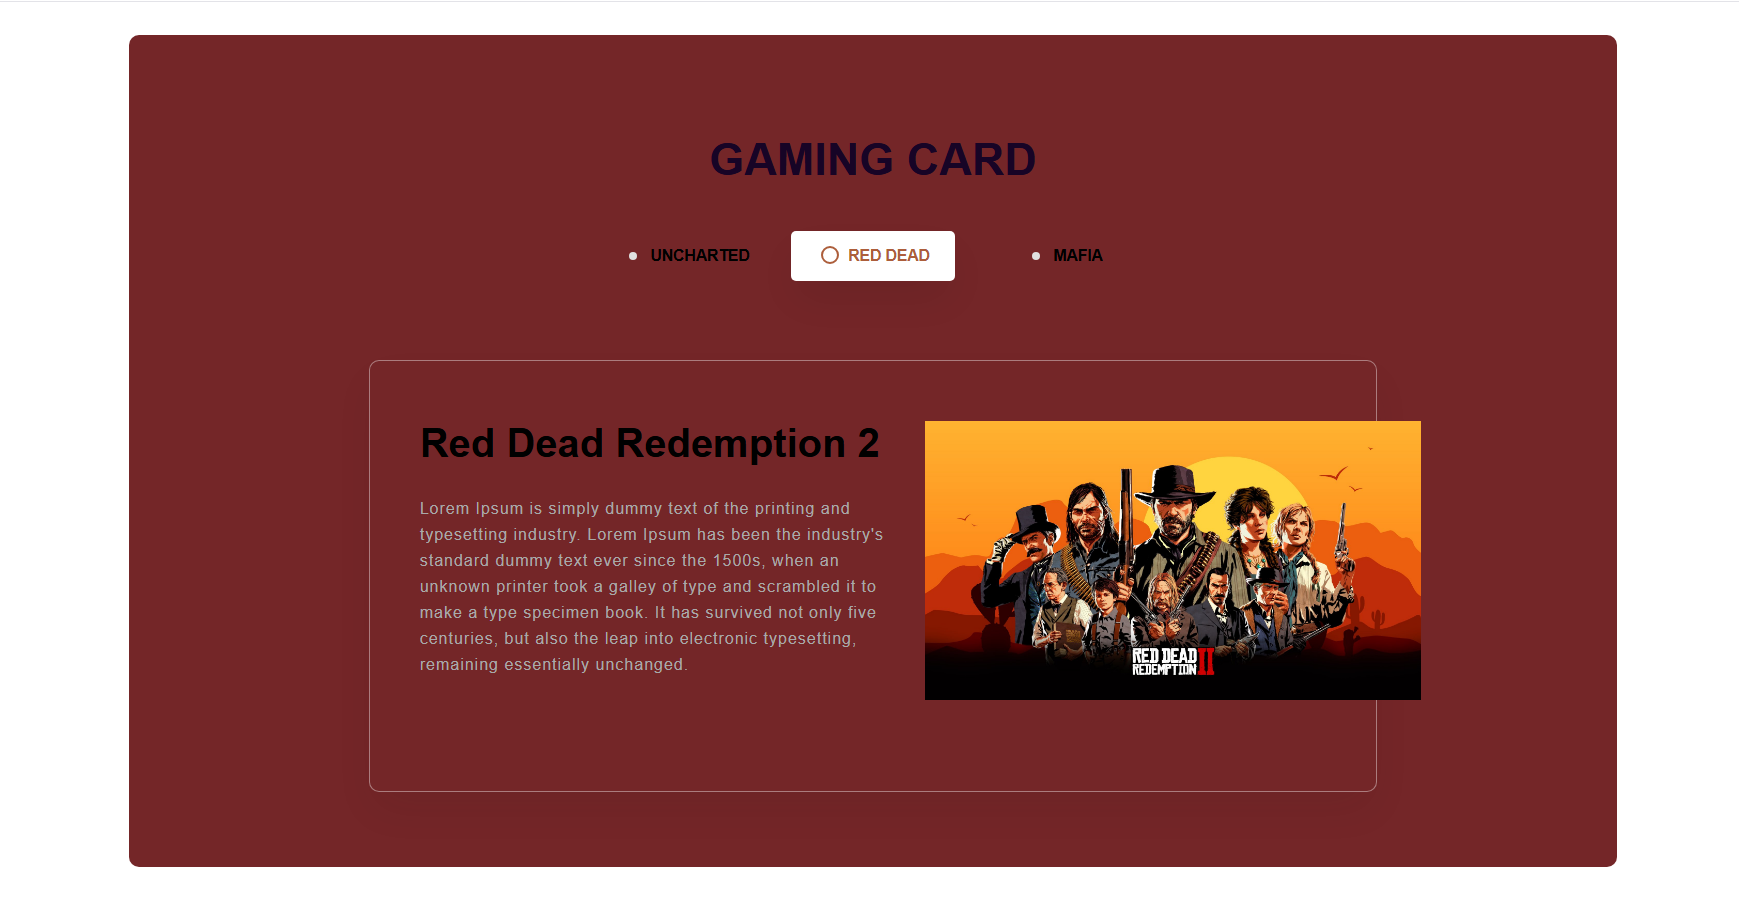 GAMING CARD
UNCHARTED
RED DEAD
MAFIA
Red Dead Redemption 2
Lorem Ipsum is simply dummy text of the printing and
typesetting industry. Lorem Ipsum has been the industry's
standard dummy text ever since the 1500s, when an
unknown printer took a galley of type and scrambled it to
make a type specimen book. It has survived not only five
centuries, but also the leap into electronic typesetting,
remaining essentially unchanged.
RED DEAD
REDEMPTION II